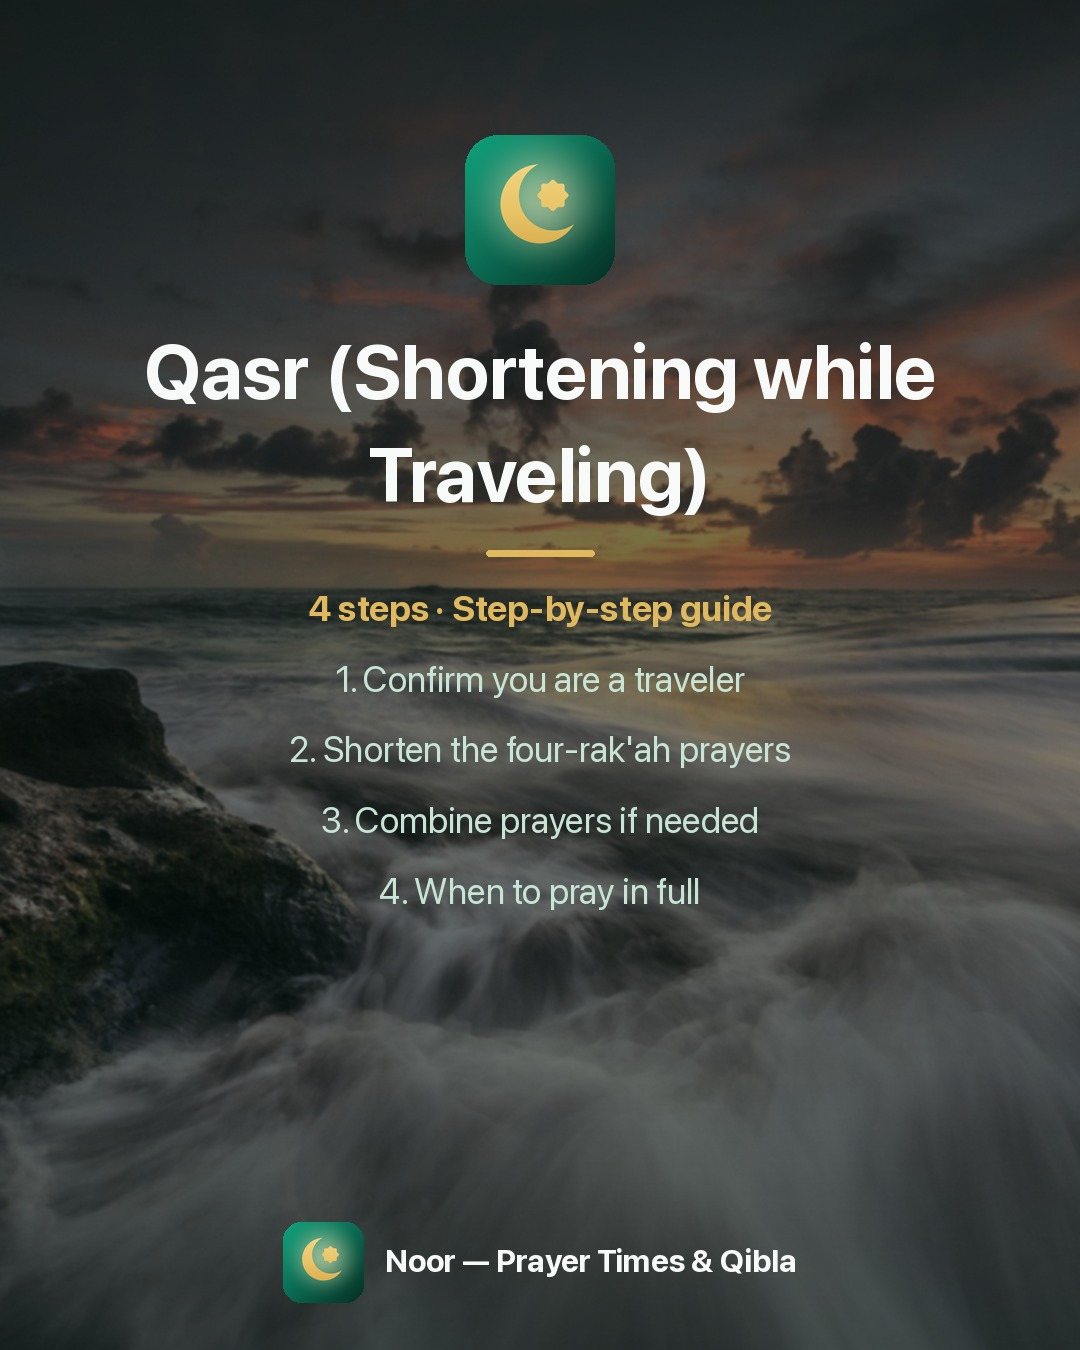 Qasr (Shortening while
Traveling)
4 steps · Step-by-step guide
1. Confirm you are a traveler
2. Shorten the four-rak'ah prayers
3. Combine prayers if needed
4. When to pray in full
Noor — Prayer Times & Qibla